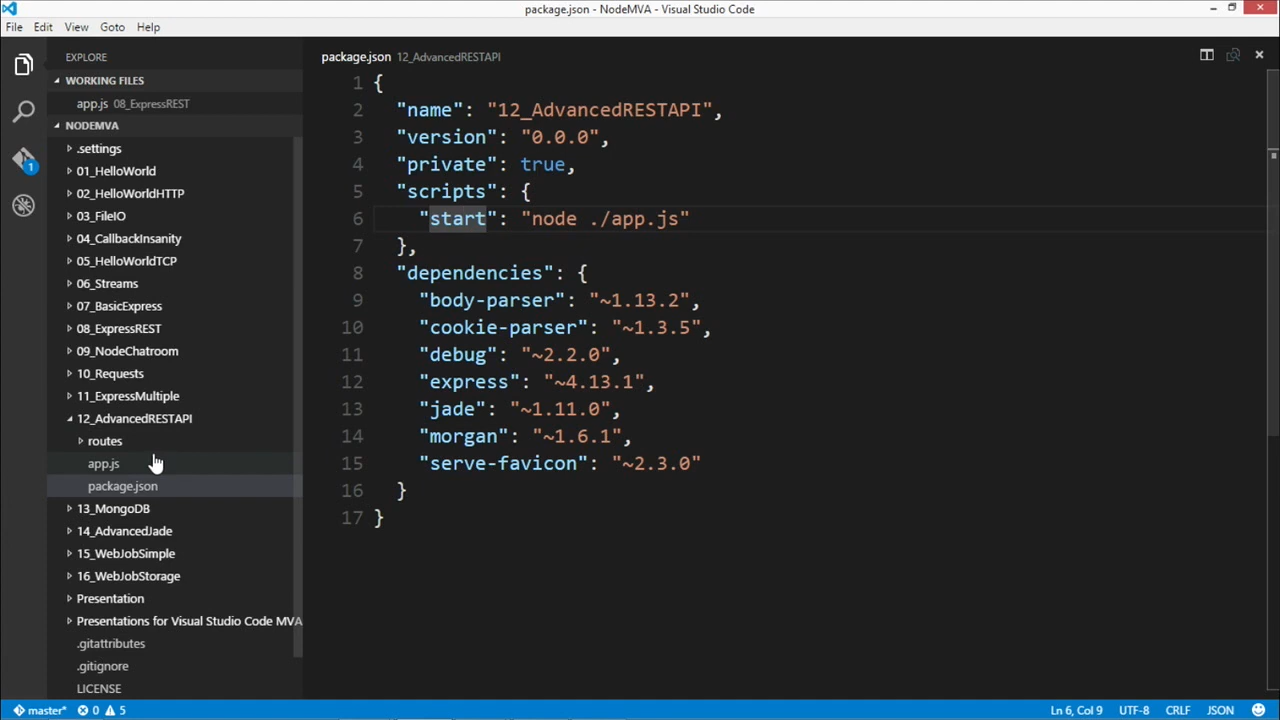 package.json - NodeMVA - Visual Studio Code
File Edit View Goto Help
EXPLORE
WORKING FILES
app.js 08_ExpressREST
NODEMVA
.settings
01_HelloWorld
02_HelloWorldHTTP
03_FileIO
04_CallbackInsanity
05_HelloWorldTCP
06_Streams
07_BasicExpress
08_ExpressREST
09_NodeChatroom
10_Requests
11_ExpressMultiple
12_AdvancedRESTAPI
routes
app.js
package.json
13_MongoDB
14_AdvancedJade
15_WebJobSimple
16_WebJobStorage
Presentation
Presentations for Visual Studio Code MVA
.gitattributes
.gitignore
LICENSE
1
package.json 12_AdvancedRESTAPI
1 {
2 "name": "12_AdvancedRESTAPI",
3 "version": "0.0.0",
4 "private": true,
5 "scripts": {
6 "start": "node ./app.js"
7 },
8 "dependencies": {
9 "body-parser": "~1.13.2",
10 "cookie-parser": "~1.3.5",
11 "debug": "~2.2.0",
12 "express": "~4.13.1",
13 "jade": "~1.11.0",
14 "morgan": "~1.6.1",
15 "serve-favicon": "~2.3.0"
16 }
17 }
master* 0 5 Ln 6, Col 9 UTF-8 CRLF JSON